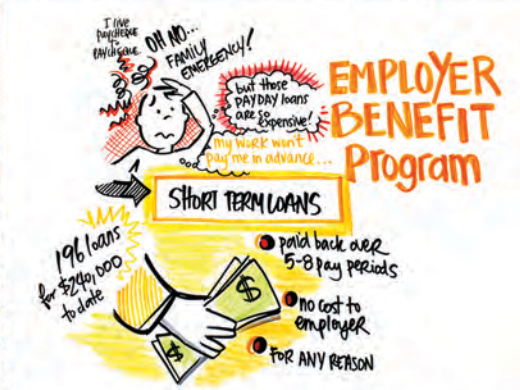 I live
PAYCHEQUE
to
PAYCHEQUE
OH NO...
FAMILY
EMERGENCY!
but those
PAYDAY loans
are so
expensive!
my work won't
pay me in advance...
EMPLOYER
BENEFIT
Program
SHORT TERM LOANS
196 loans
for $240,000
to date
paid back over
5-8 pay periods
no cost to
employer
FOR ANY REASON
$
$